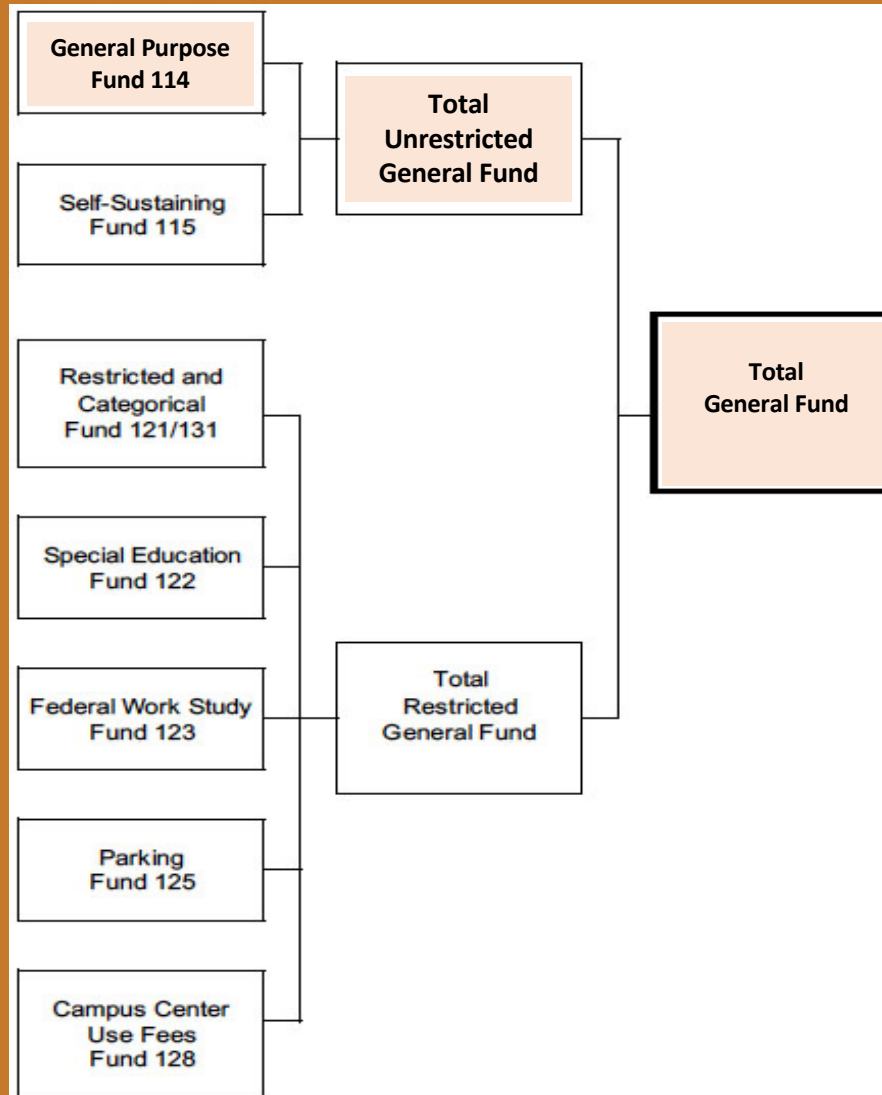 General Purpose
Fund 114
Self-Sustaining
Fund 115
Restricted and
Categorical
Fund 121/131
Special Education
Fund 122
Federal Work Study
Fund 123
Parking
Fund 125
Campus Center
Use Fees
Fund 128
Total
Unrestricted
General Fund
Total
Restricted
General Fund
Total
General Fund